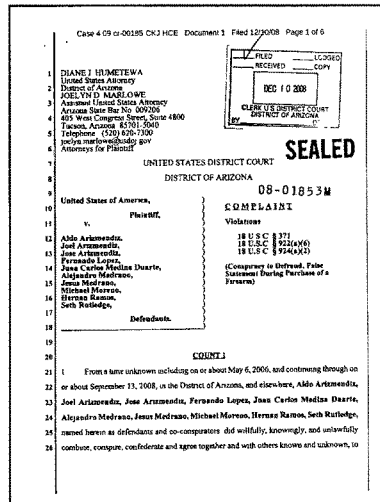 Case 4:09-cr-00185 CKJ HCE Document 1 Filed 12/10/08 Page 1 of 6
FILED LODGED
RECEIVED COPY
DEC 10 2008
CLERK U S DISTRICT COURT
DISTRICT OF ARIZONA
BY
SEALED
1 DIANE J HUMETEWA
United States Attorney
2 District of Arizona
JOELYN D MARLOWE
3 Assistant United States Attorney
Arizona State Bar No 009206
4 405 West Congress Street, Suite 4800
Tucson, Arizona 85701-5040
5 Telephone (520) 620-7300
joelyn.marlowe@usdoj gov
6 Attorneys for Plaintiff
7 UNITED STATES DISTRICT COURT
8 DISTRICT OF ARIZONA
9 08-01853M
United States of America,
10 COMPLAINT
Plaintiff,
11 Violations
v.
12 Aldo Arizmendiz, 18 U S C § 371
Joel Arizmendiz, 18 U.S.C § 922(a)(6)
13 Jose Arizmendiz, 18 U S C § 924(a)(2)
Fernando Lopez,
14 Juan Carlos Medina Duarte, (Conspiracy to Defraud, False
Alejandro Medrano, Statement During Purchase of a
15 Jesus Medrano, Firearm)
Michael Moreno,
16 Hernan Ramos,
Seth Rutledge,
17
Defendants.
18
19
20 COUNT 1
21 1 From a time unknown including on or about May 6, 2006, and continuing through on
22 or about September 13, 2008, in the District of Arizona, and elsewhere, Aldo Arizmendiz,
23 Joel Arizmendiz, Jose Arizmendiz, Fernando Lopez, Juan Carlos Medina Duarte,
24 Alejandro Medrano, Jesus Medrano, Michael Moreno, Hernan Ramos, Seth Rutledge,
25 named herein as defendants and co-conspirators did willfully, knowingly, and unlawfully
26 combine, conspire, confederate and agree together and with others known and unknown, to